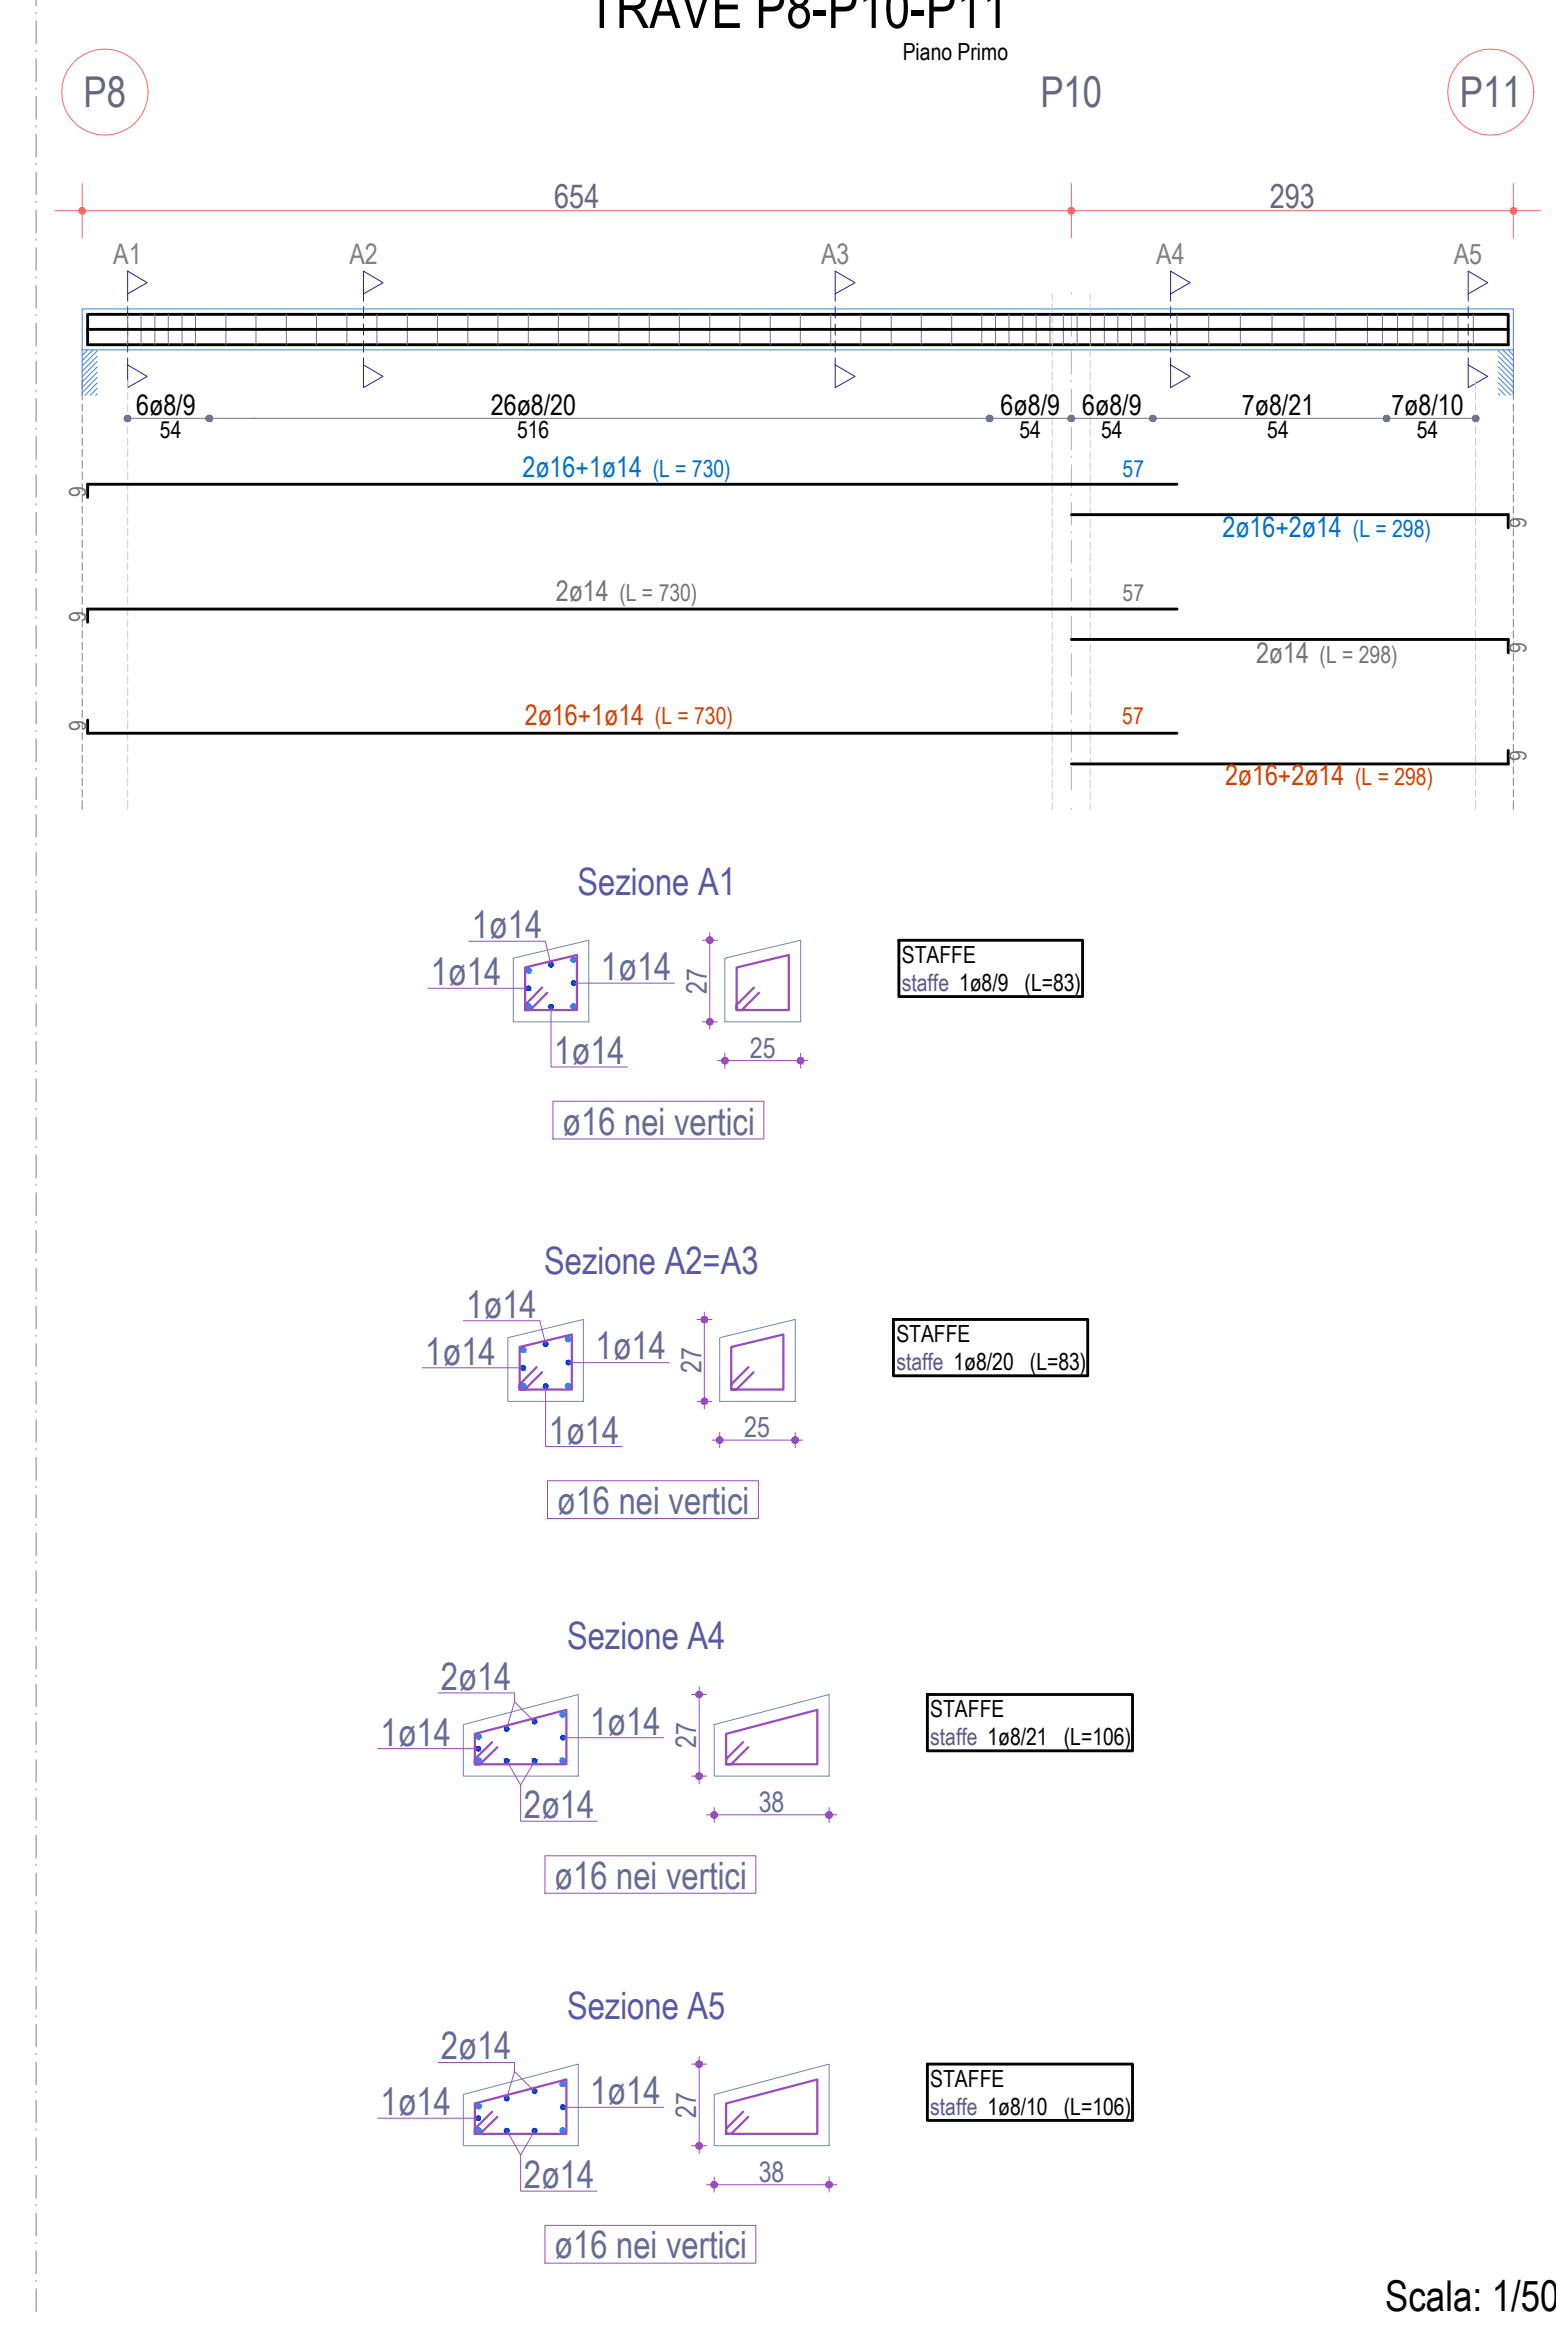 TRAVE P8-P10-P11
Piano Primo
P8
P10
P11
654
293
A1
A2
A3
A4
A5
6ø8/9
26ø8/20
6ø8/9
6ø8/9
7ø8/21
7ø8/10
54
516
54
54
54
54
2ø16+1ø14 (L = 730)
57
9
2ø16+2ø14 (L = 298)
9
2ø14 (L = 730)
57
9
2ø14 (L = 298)
9
2ø16+1ø14 (L = 730)
57
9
2ø16+2ø14 (L = 298)
9
Sezione A1
1ø14
1ø14
1ø14
1ø14
27
25
STAFFE
staffe 1ø8/9 (L=83)
ø16 nei vertici
Sezione A2=A3
1ø14
1ø14
1ø14
1ø14
27
25
STAFFE
staffe 1ø8/20 (L=83)
ø16 nei vertici
Sezione A4
2ø14
1ø14
1ø14
2ø14
27
38
STAFFE
staffe 1ø8/21 (L=106)
ø16 nei vertici
Sezione A5
2ø14
1ø14
1ø14
2ø14
27
38
STAFFE
staffe 1ø8/10 (L=106)
ø16 nei vertici
Scala: 1/50